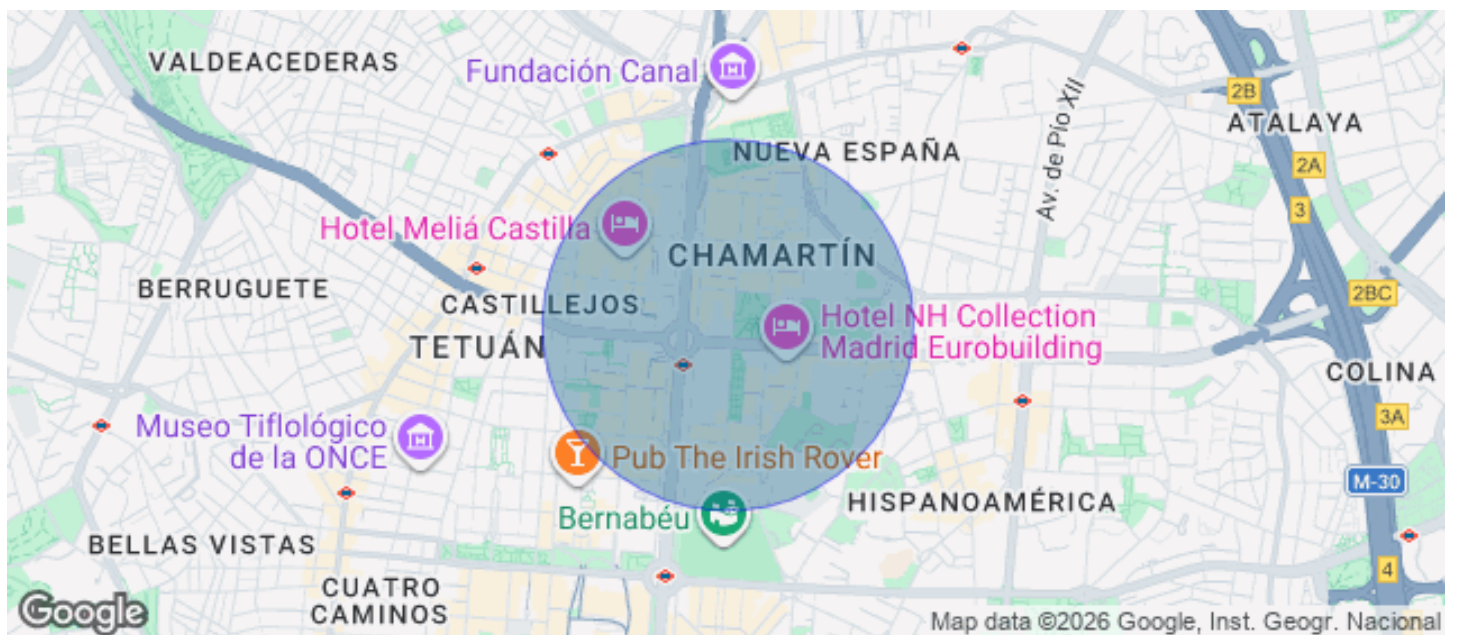 VALDEACEDERAS
Fundación Canal
Av. de Pío XII
2B
ATALAYA
NUEVA ESPAÑA
2A
3
Hotel Meliá Castilla
CHAMARTÍN
BERRUGUETE
CASTILLEJOS
2BC
Hotel NH Collection
Madrid Eurobuilding
TETUÁN
COLINA
3A
Museo Tiflológico
de la ONCE
Pub The Irish Rover
M-30
HISPANOAMÉRICA
Bernabéu
BELLAS VISTAS
4
CUATRO
CAMINOS
Google
Map data ©2026 Google, Inst. Geogr. Nacional